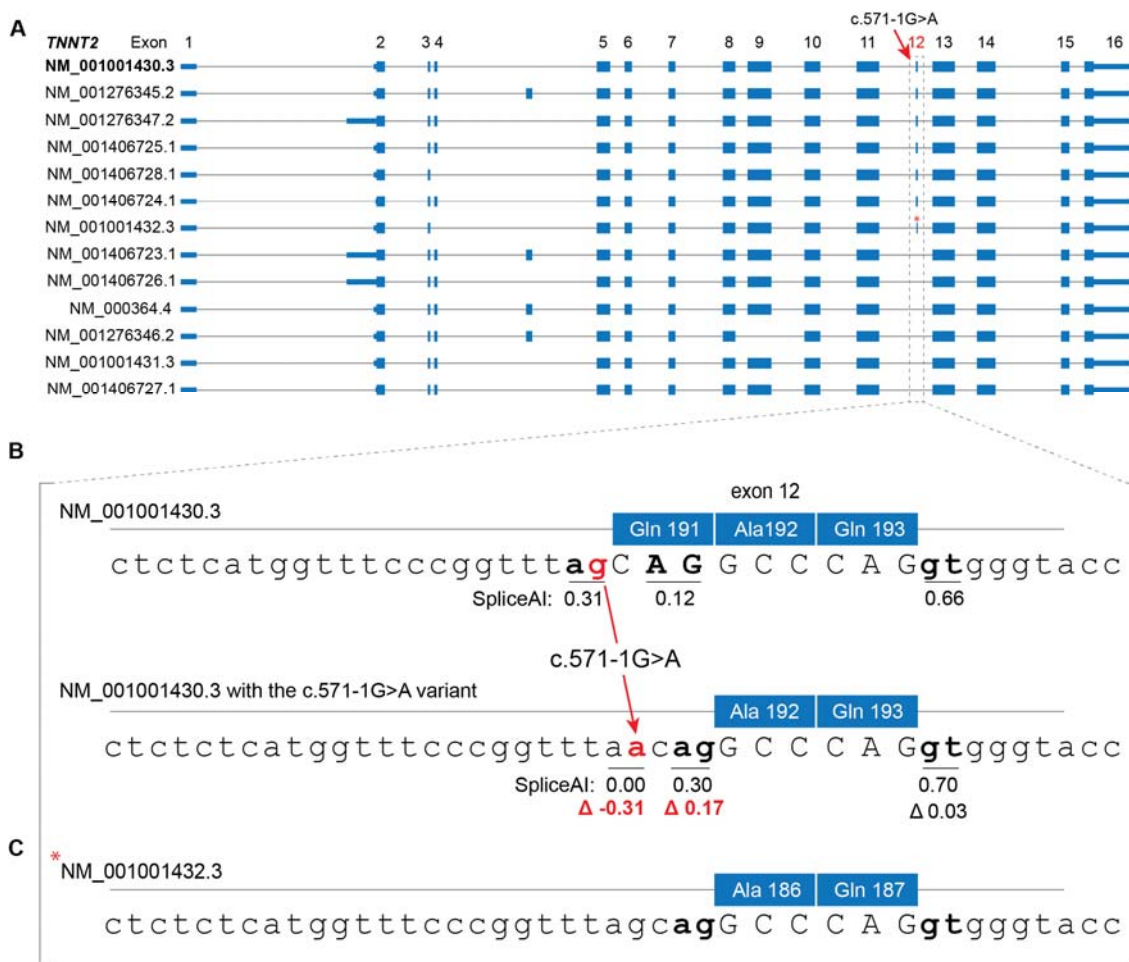 c.571-1G>A
A
TNNT2 Exon 1 2 3 4 5 6 7 8 9 10 11 12 13 14 15 16
NM_001001430.3
NM_001276345.2
NM_001276347.2
NM_001406725.1
NM_001406728.1
NM_001406724.1
NM_001001432.3
*
NM_001406723.1
NM_001406726.1
NM_000364.4
NM_001276346.2
NM_001001431.3
NM_001406727.1
B
exon 12
NM_001001430.3
Gln 191 Ala192 Gln 193
ctctcatggtttcccggtttagCAGGCCCAGgtgggtacc
SpliceAI: 0.31 0.12 0.66
c.571-1G>A
NM_001001430.3 with the c.571-1G>A variant
Ala 192 Gln 193
ctctctcatggtttcccggtttaacagGCCCAGgtgggtacc
SpliceAI: 0.00 0.30 0.70
Δ -0.31 Δ 0.17 Δ 0.03
C
*NM_001001432.3
Ala 186 Gln 187
ctctctcatggtttcccggtttagcagGCCCAGgtgggtacc